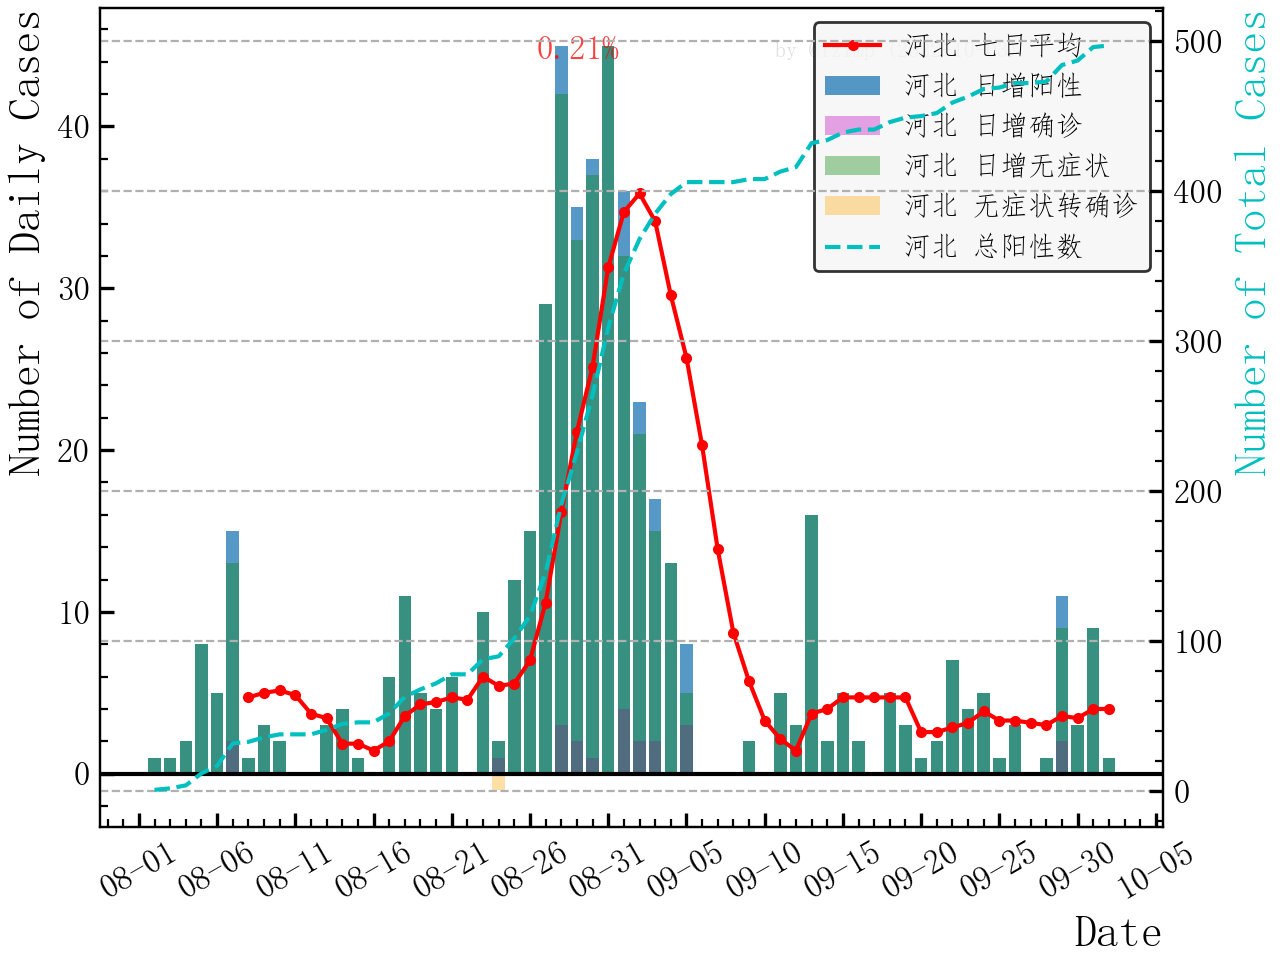 Number of Daily Cases
40
30
20
10
0
0.21%
by
河北 七日平均
河北 日增阳性
河北 日增确诊
河北 日增无症状
河北 无症状转确诊
河北 总阳性数
500
400
300
200
100
0
Number of Total Cases
08-01 08-06 08-11 08-16 08-21 08-26 08-31 09-05 09-10 09-15 09-20 09-25 09-30 10-05
Date